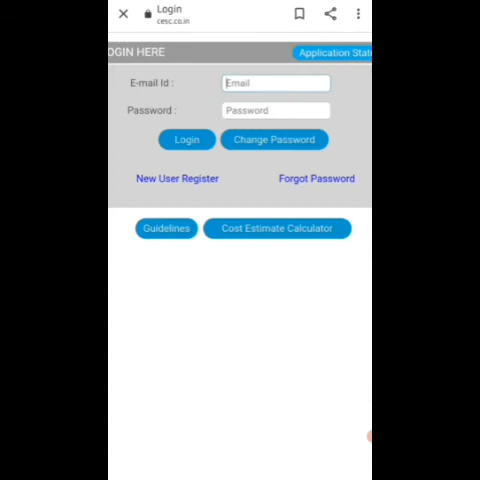 Login
cesc.co.in
OGIN HERE
Application Stat
E-mail Id :
Email
Password :
Password
Login
Change Password
New User Register
Forgot Password
Guidelines
Cost Estimate Calculator